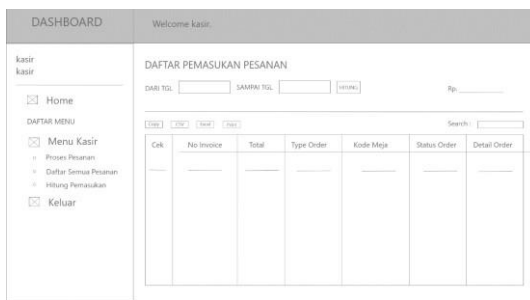 DASHBOARD
Welcome kasir.
kasir
kasir
Home
DAFTAR MENU
Menu Kasir
Proses Pesanan
Daftar Semua Pesanan
Hitung Pemasukan
Keluar
DAFTAR PEMASUKAN PESANAN
DARI TGL SAMPAI TGL HITUNG Rp.
Search :
Cek No Invoice Total Type Order Kode Meja Status Order Detail Order